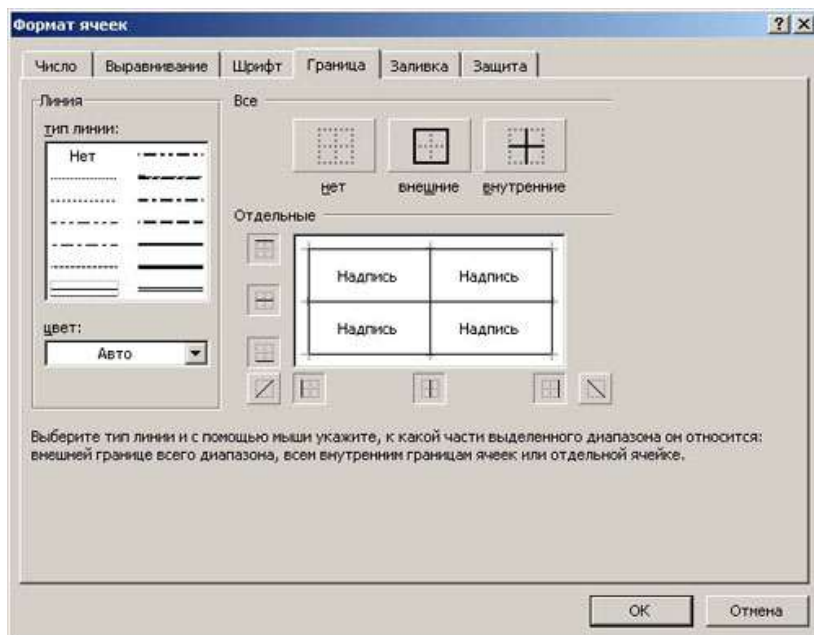 Формат ячеек
Число Выравнивание Шрифт Граница Заливка Защита
Линия
тип линии:
Нет
цвет:
Авто
Все
нет внешние внутренние
Отдельные
Надпись Надпись
Надпись Надпись
Выберите тип линии и с помощью мыши укажите, к какой части выделенного диапазона он относится:
внешней границе всего диапазона, всем внутренним границам ячеек или отдельной ячейке.
OK Отмена